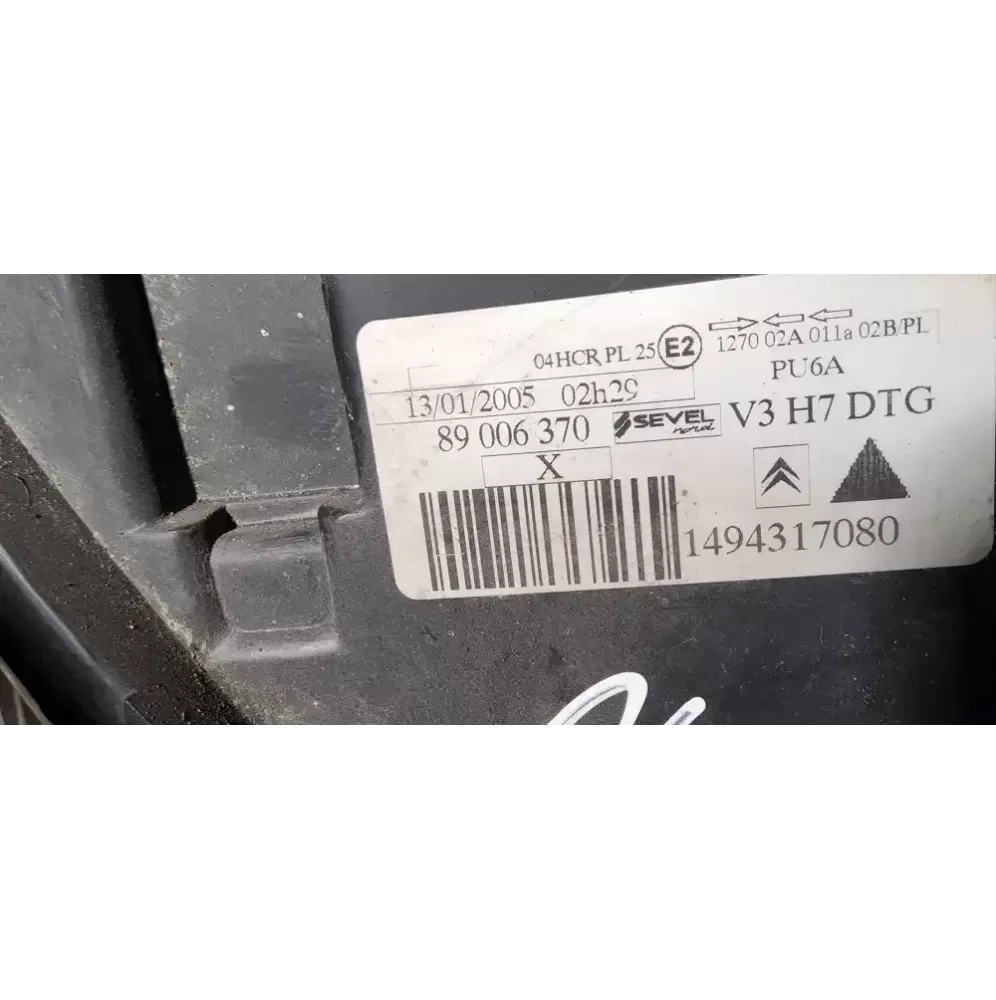 04HCR PL 25 E2 1270 02A 011a 02B/PL
PU6A
13/01/2005 02h29
89 006 370 SEVEL nord V3 H7 DTG
X
1494317080